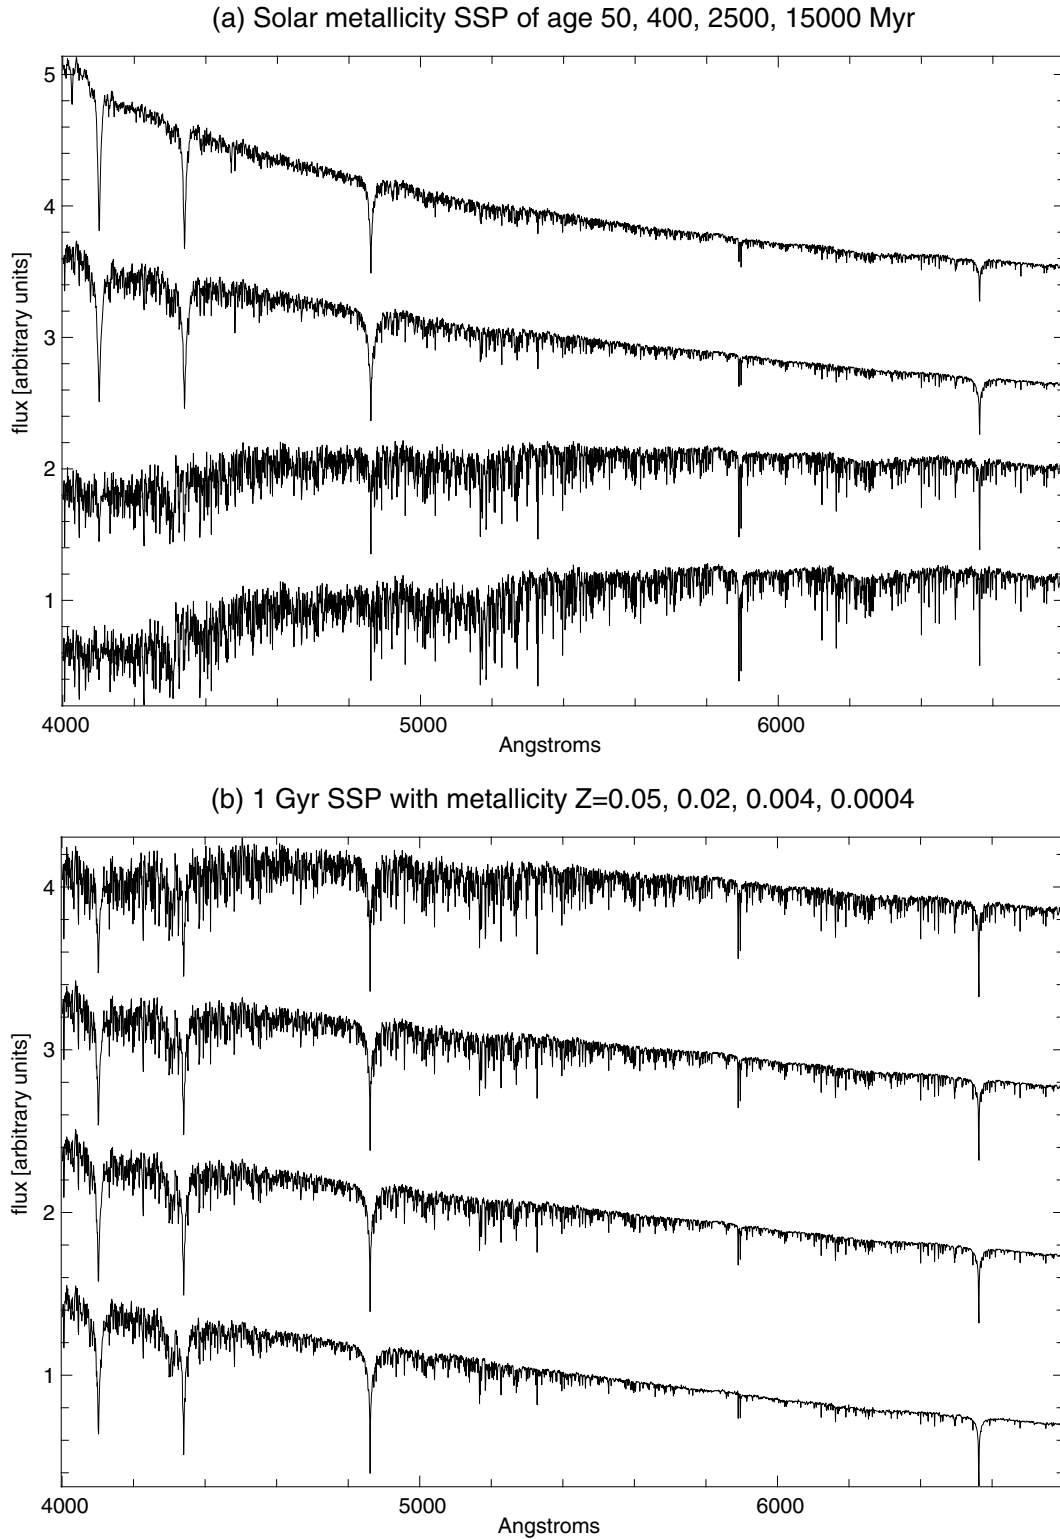 (a) Solar metallicity SSP of age 50, 400, 2500, 15000 Myr
5
4
3
2
1
flux [arbitrary units]
4000 5000 6000
Angstroms
(b) 1 Gyr SSP with metallicity Z=0.05, 0.02, 0.004, 0.0004
4
3
2
1
flux [arbitrary units]
4000 5000 6000
Angstroms